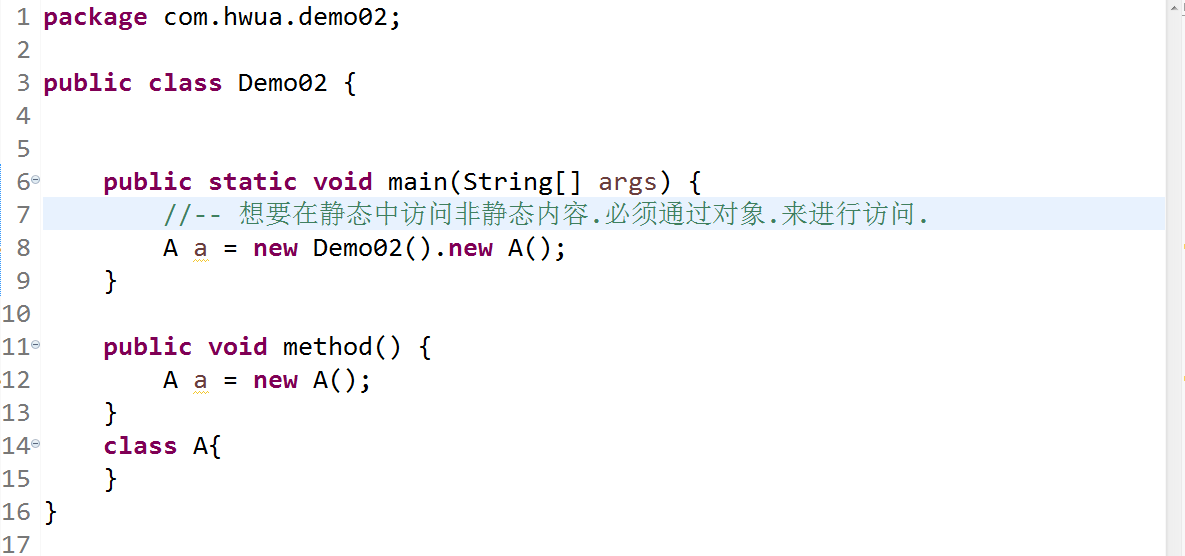 1 package com.hwua.demo02;
2
3 public class Demo02 {
4
5
6 public static void main(String[] args) {
7 //-- 想要在静态中访问非静态内容.必须通过对象.来进行访问.
8 A a = new Demo02().new A();
9 }
10
11 public void method() {
12 A a = new A();
13 }
14 class A{
15 }
16 }
17